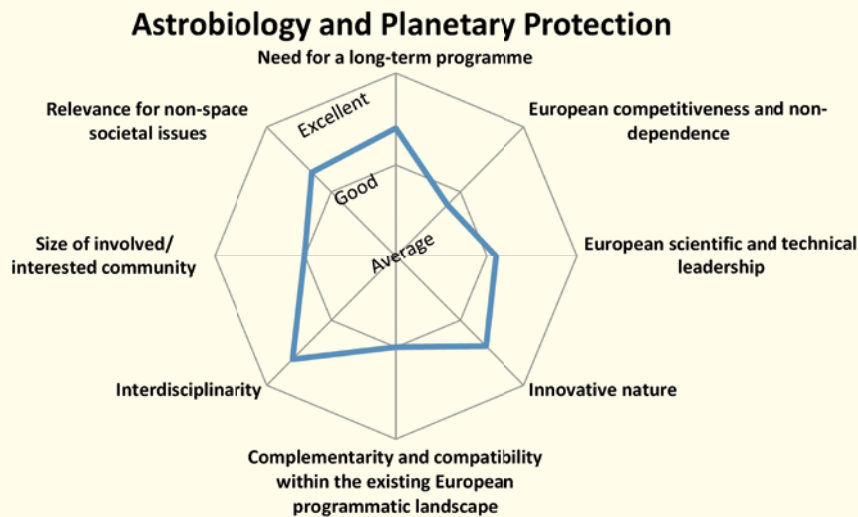 Astrobiology and Planetary Protection
Need for a long-term programme
Relevance for non-space
societal issues
European competitiveness and non-
dependence
Excellent
Good
Average
Size of involved/
interested community
European scientific and technical
leadership
Interdisciplinarity
Innovative nature
Complementarity and compatibility
within the existing European
programmatic landscape